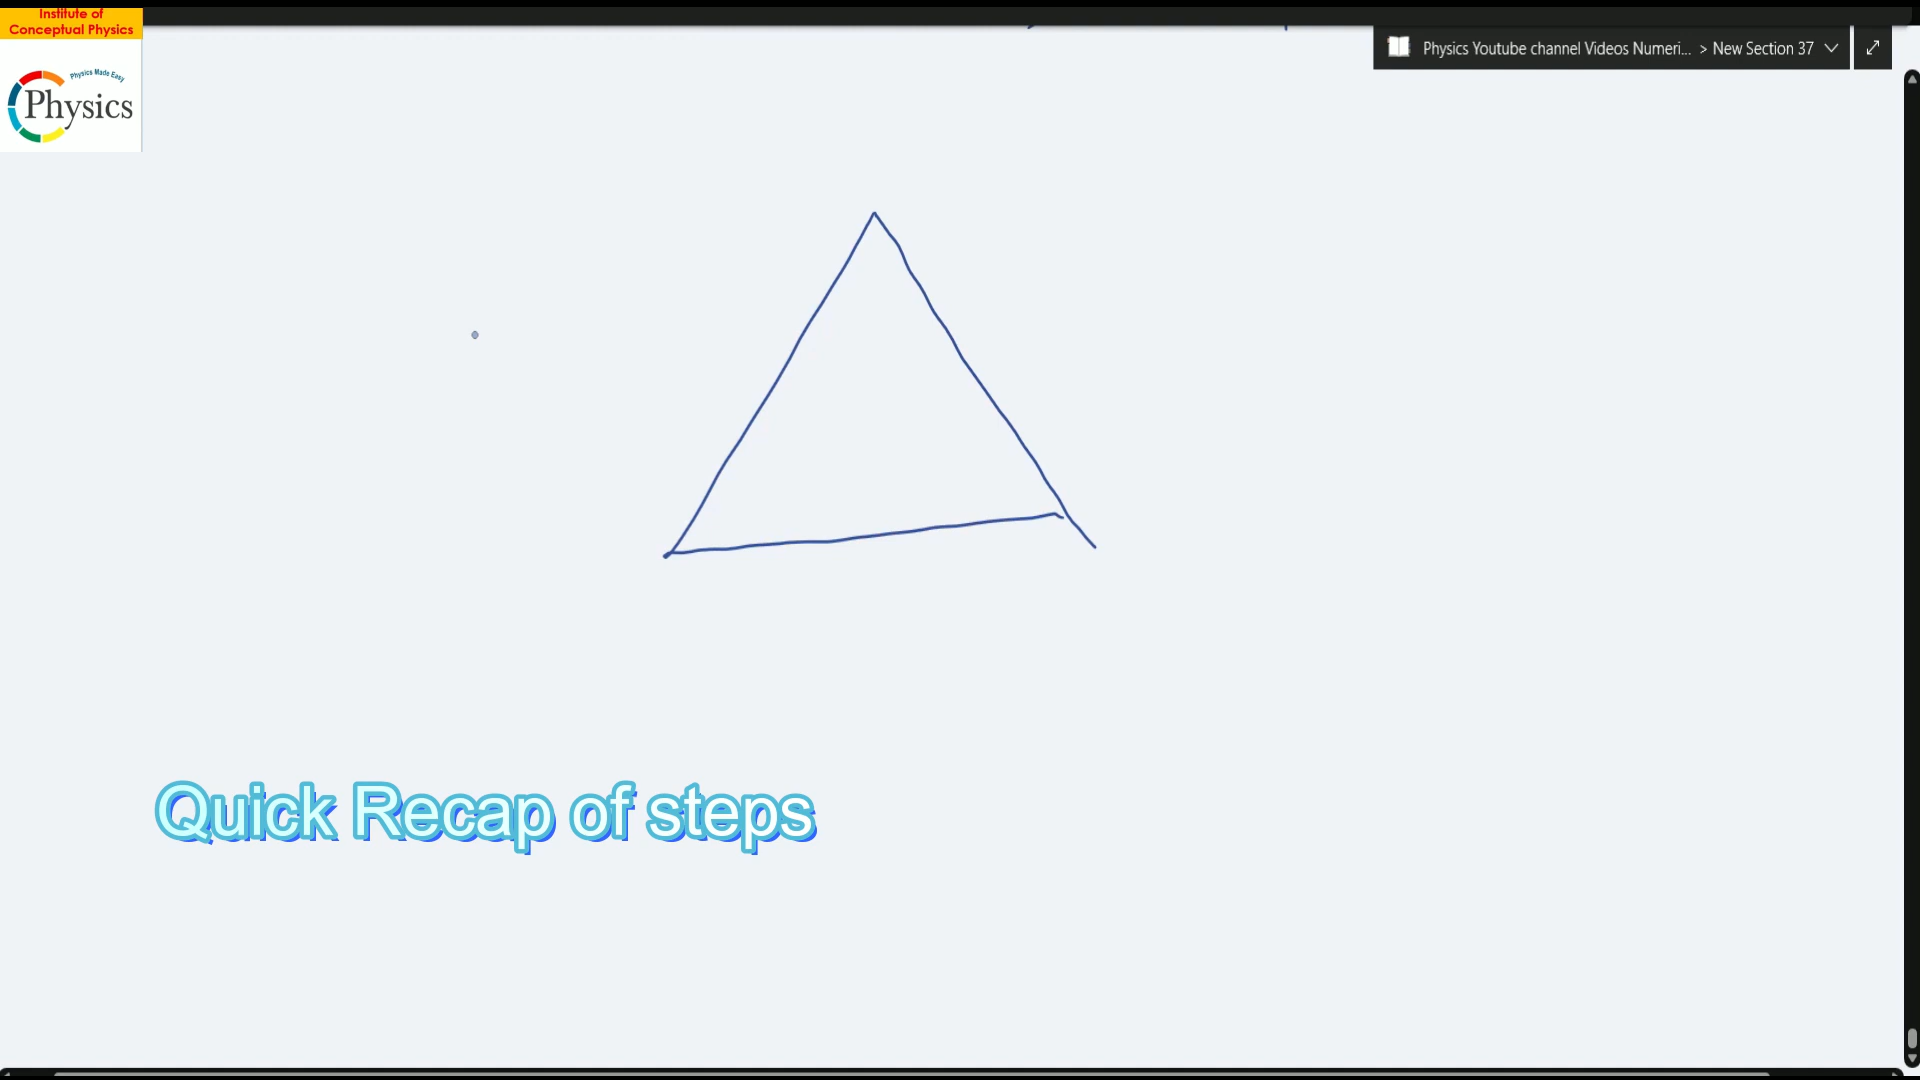 Institute of
Conceptual Physics
Physics Made Easy
Physics
Physics Youtube channel Videos Numeri... > New Section 37
Quick Recap of steps